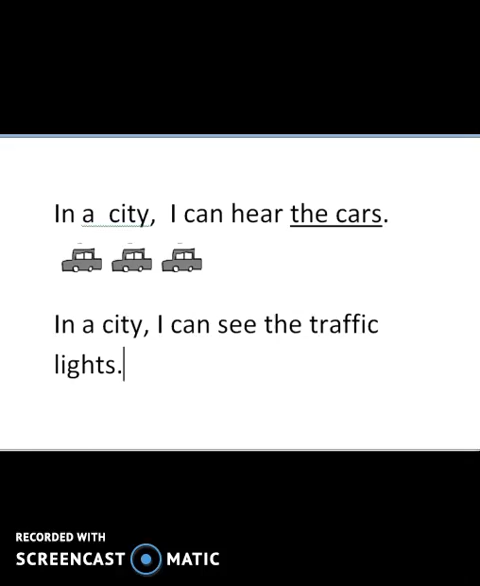 In a  city,  I can hear the cars.
In a city, I can see the traffic
lights.
RECORDED WITH
SCREENCAST MATIC